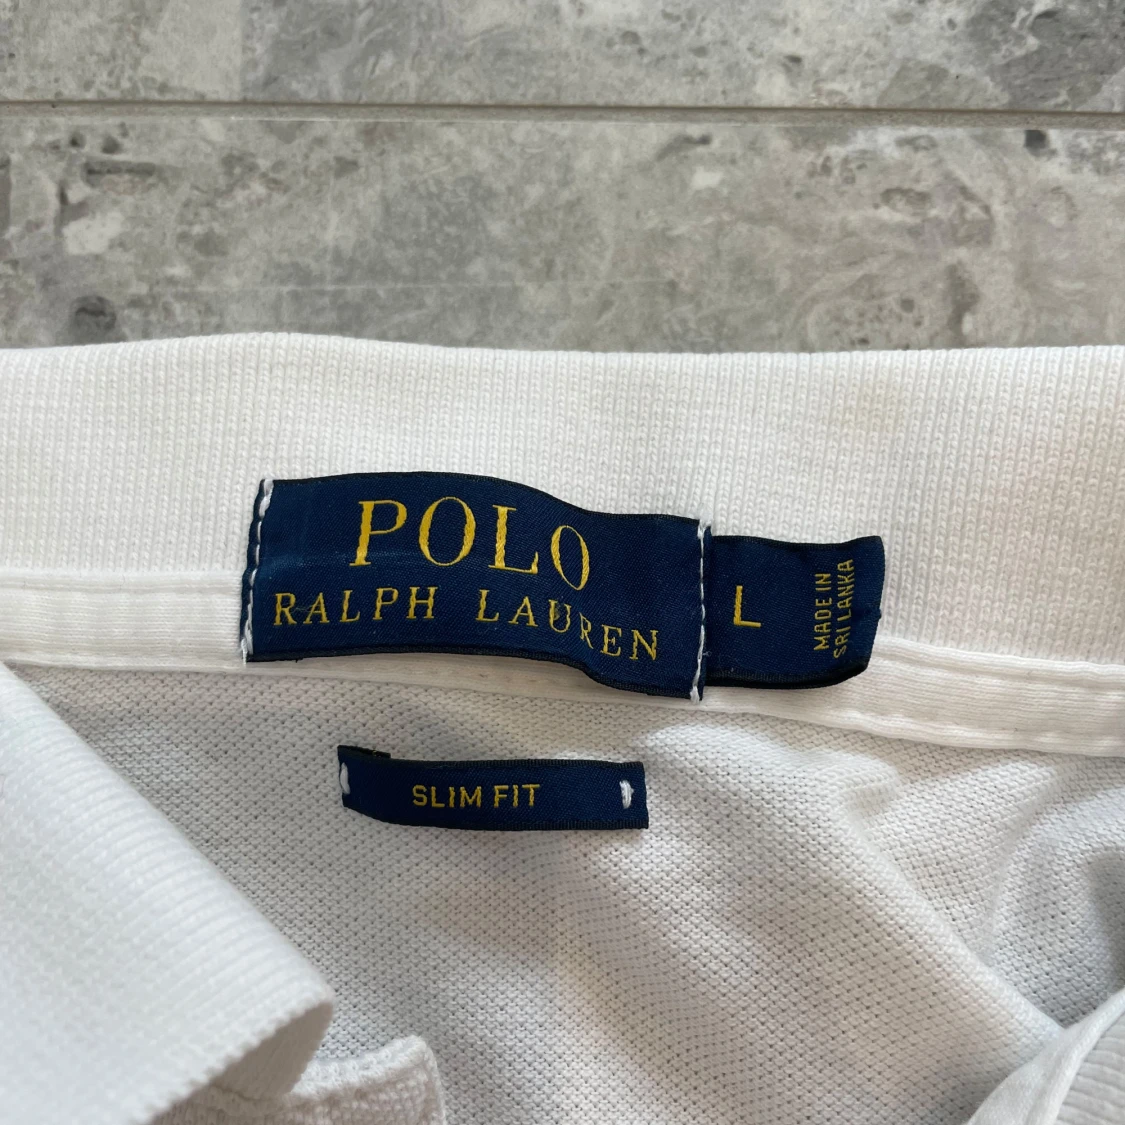 POLO
RALPH LAUREN
L
MADE IN
SRI LANKA
SLIM FIT